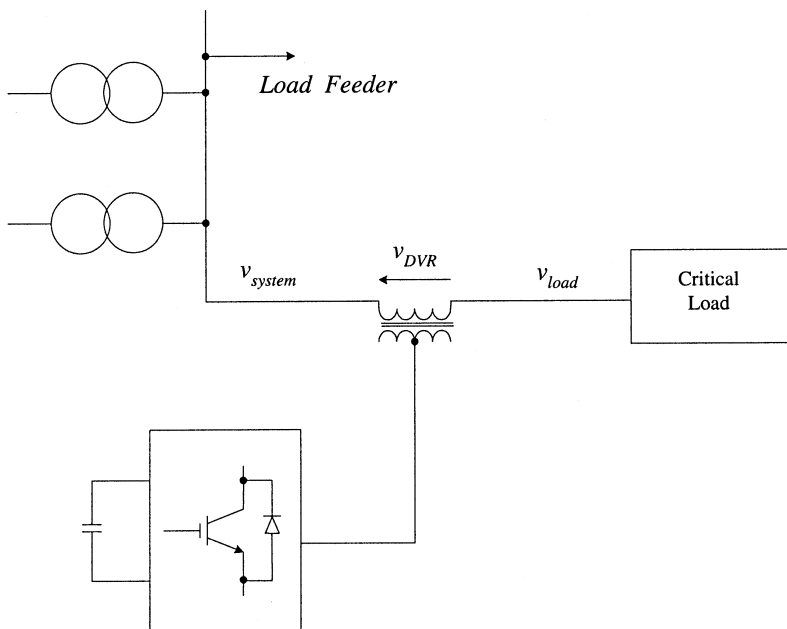 Load Feeder
v_DVR
v_system
v_load
Critical
Load